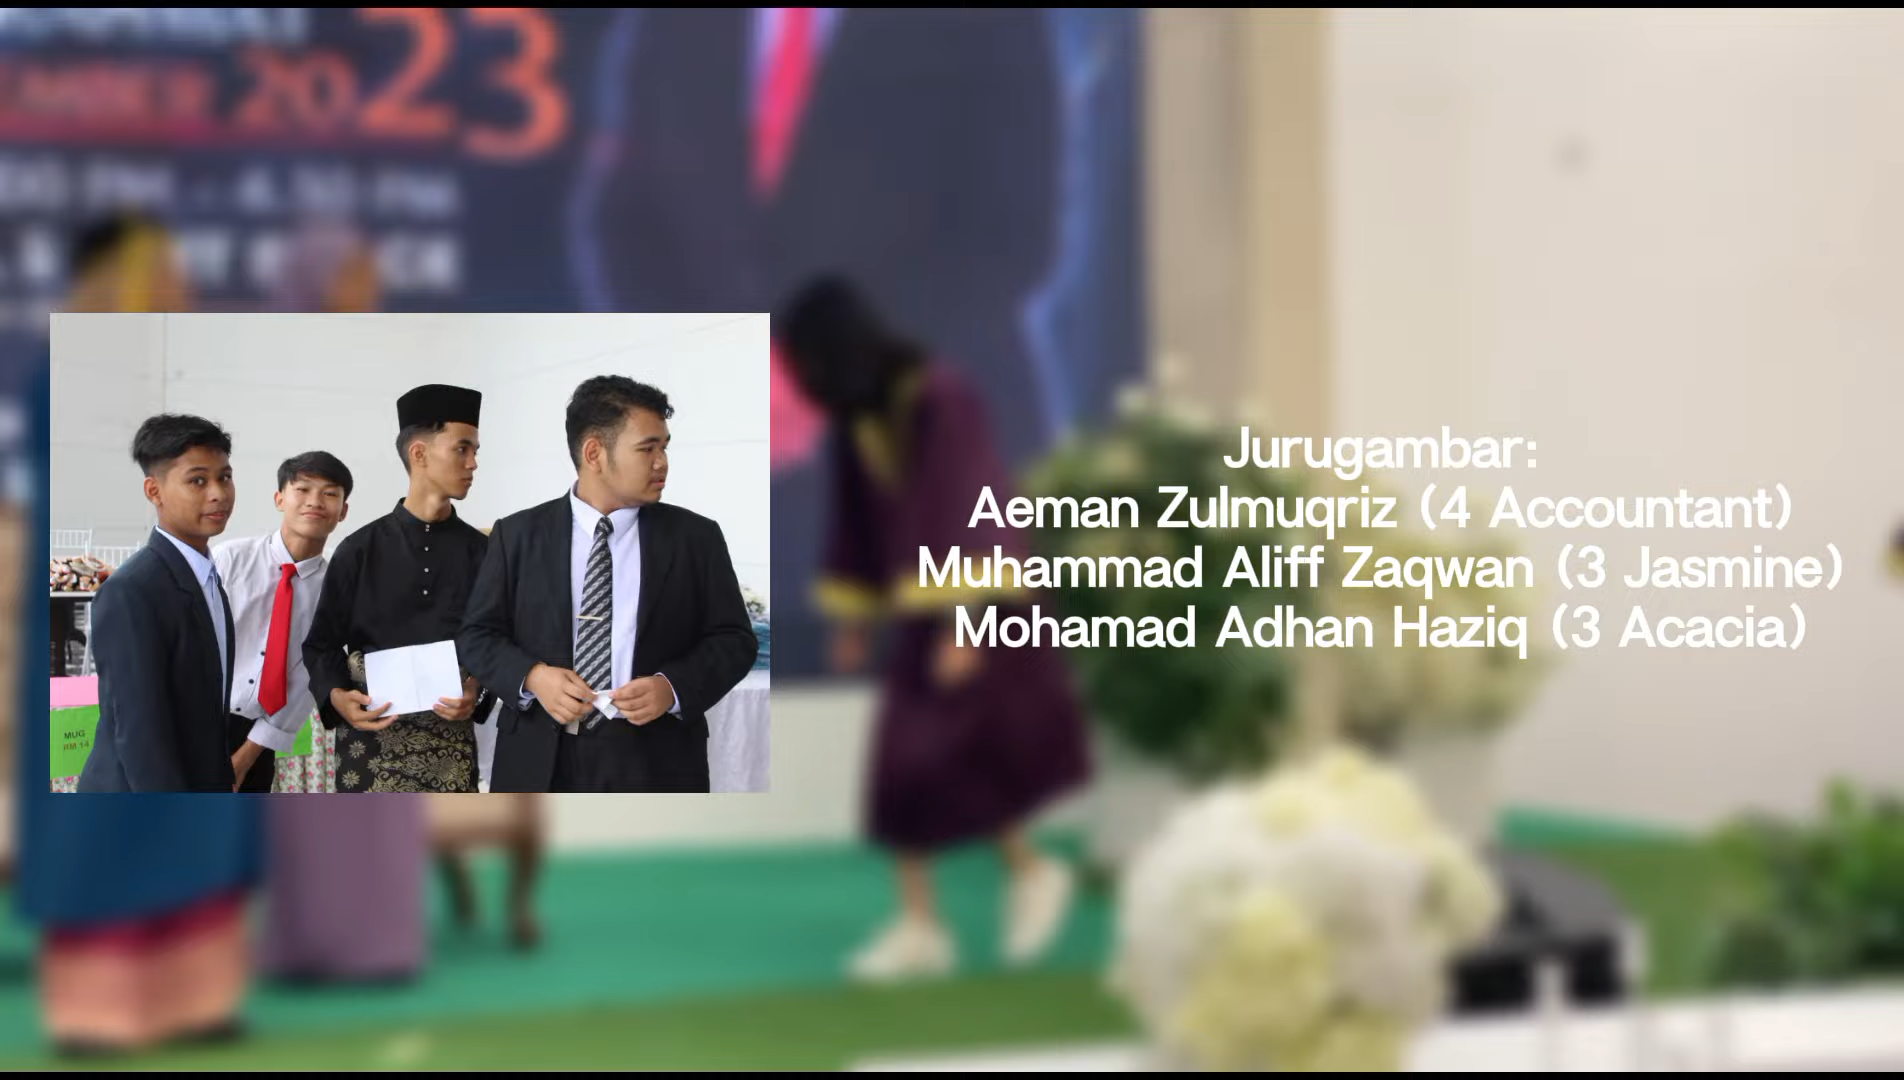 2023
MUG
RM 14
Jurugambar:
Aeman Zulmuqriz (4 Accountant)
Muhammad Aliff Zaqwan (3 Jasmine)
Mohamad Adhan Haziq (3 Acacia)